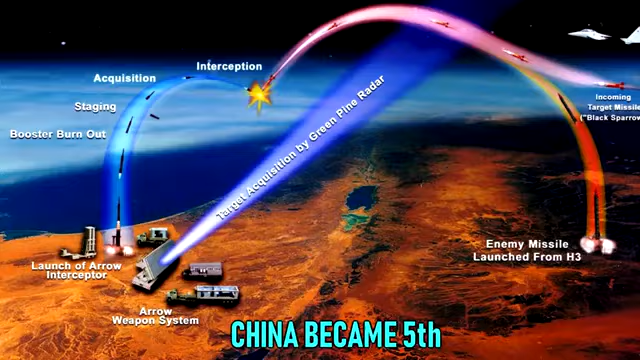 Interception
Acquisition
Staging
Booster Burn Out
Target Acquisition by Green Pine Radar
Incoming
Target Missile
("Black Sparrow
Enemy Missile
Launched From H3
Launch of Arrow
Interceptor
Arrow
Weapon System
CHINA BECAME 5th